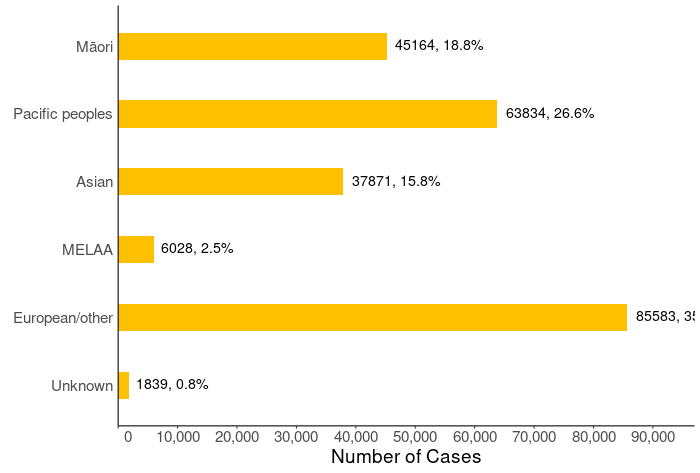 Māori 45164, 18.8%
Pacific peoples 63834, 26.6%
Asian 37871, 15.8%
MELAA 6028, 2.5%
European/other 85583, 35
Unknown 1839, 0.8%
0 10,000 20,000 30,000 40,000 50,000 60,000 70,000 80,000 90,000
Number of Cases